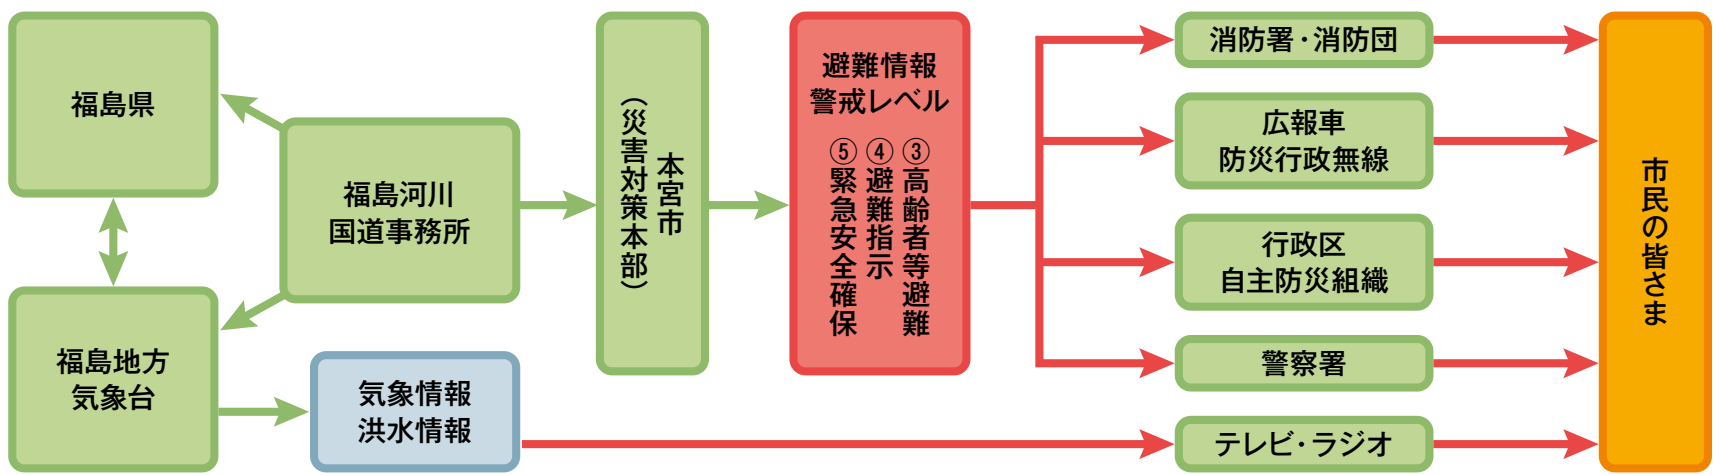 福島県
福島河川
国道事務所
福島地方
気象台
気象情報
洪水情報
本宮市
（災害対策本部）
避難情報
警戒レベル
③高齢者等避難
④避難指示
⑤緊急安全確保
消防署・消防団
広報車
防災行政無線
行政区
自主防災組織
警察署
テレビ・ラジオ
市民の皆さま